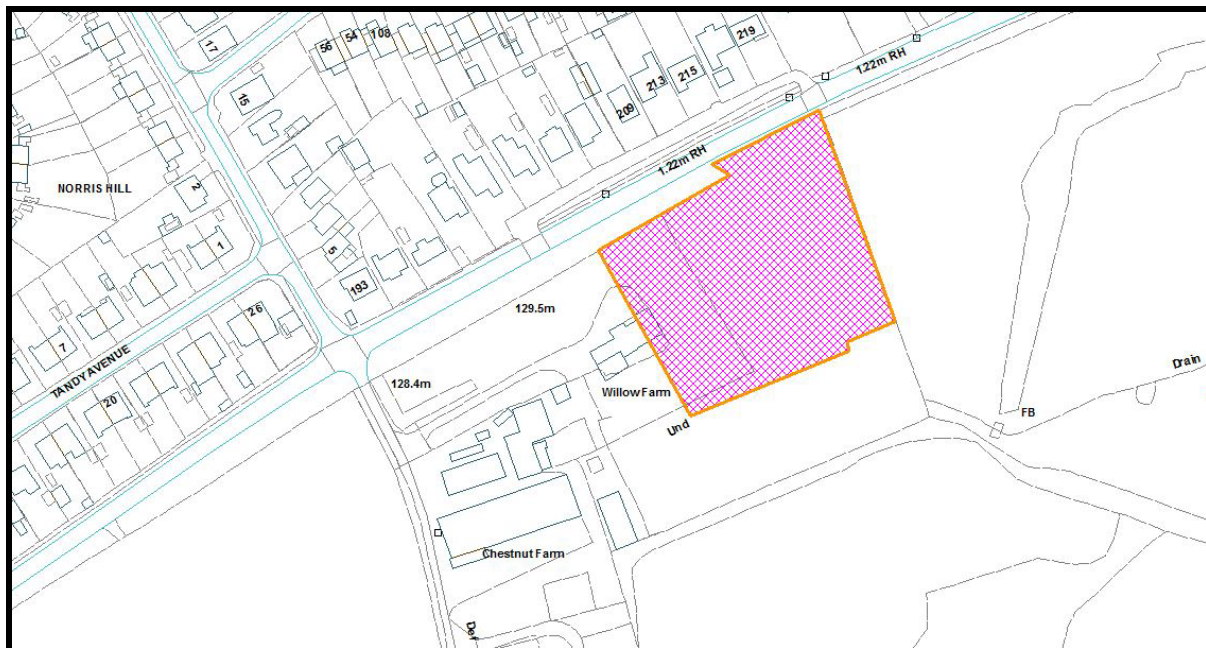 17
56
54
108
219
1.22m RH
15
213
215
209
1.22m RH
NORRIS HILL
2
1
5
193
26
129.5m
7
TANDY AVENUE
128.4m
20
Willow Farm
Drain
FB
Und
Chestnut Farm
Def